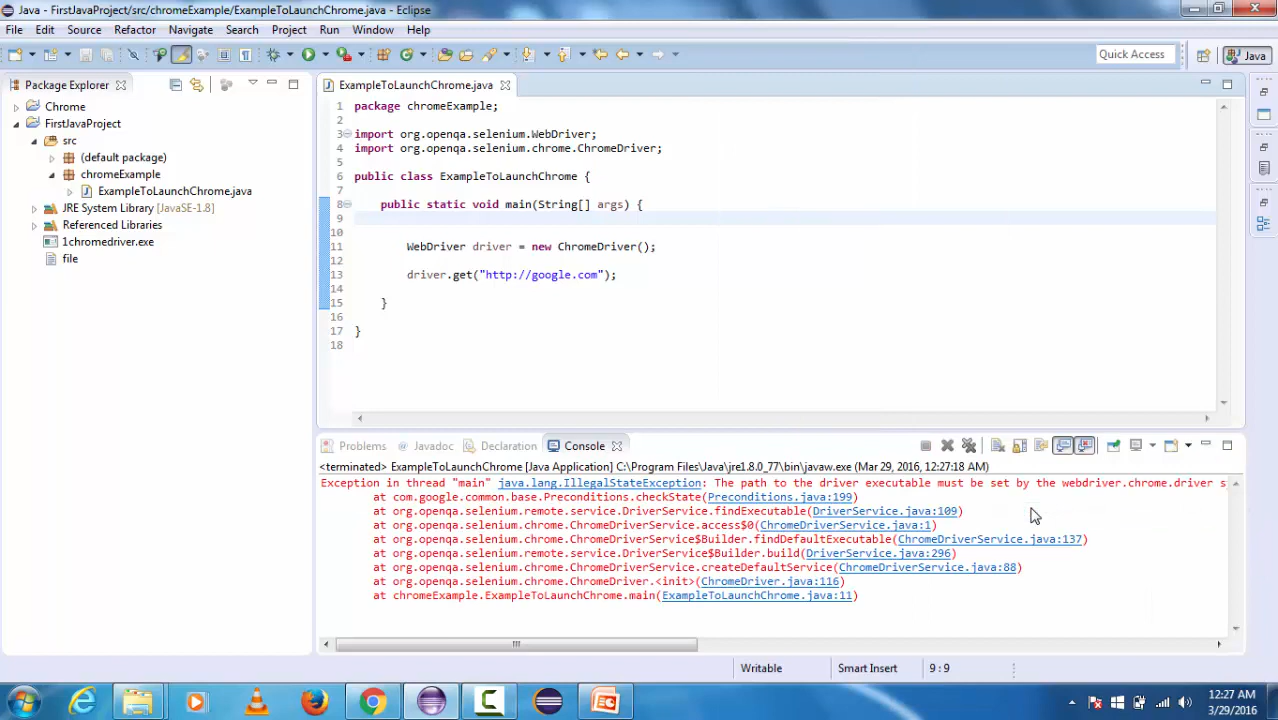 Java - FirstJavaProject/src/chromeExample/ExampleToLaunchChrome.java - Eclipse
File Edit Source Refactor Navigate Search Project Run Window Help
Quick Access
Java
Package Explorer
Chrome
FirstJavaProject
src
(default package)
chromeExample
ExampleToLaunchChrome.java
JRE System Library [JavaSE-1.8]
Referenced Libraries
1chromedriver.exe
file
ExampleToLaunchChrome.java
1 package chromeExample;
2
3 import org.openqa.selenium.WebDriver;
4 import org.openqa.selenium.chrome.ChromeDriver;
5
6 public class ExampleToLaunchChrome {
7
8 public static void main(String[] args) {
9
10
11 WebDriver driver = new ChromeDriver();
12
13 driver.get("http://google.com");
14
15 }
16
17 }
18
Problems Javadoc Declaration Console
<terminated> ExampleToLaunchChrome [Java Application] C:\Program Files\Java\jre1.8.0_77\bin\javaw.exe (Mar 29, 2016, 12:27:18 AM)
Exception in thread "main" java.lang.IllegalStateException: The path to the driver executable must be set by the webdriver.chrome.driver s
at com.google.common.base.Preconditions.checkState(Preconditions.java:199)
at org.openqa.selenium.remote.service.DriverService.findExecutable(DriverService.java:109)
at org.openqa.selenium.chrome.ChromeDriverService.access$0(ChromeDriverService.java:1)
at org.openqa.selenium.chrome.ChromeDriverService$Builder.findDefaultExecutable(ChromeDriverService.java:137)
at org.openqa.selenium.remote.service.DriverService$Builder.build(DriverService.java:296)
at org.openqa.selenium.chrome.ChromeDriverService.createDefaultService(ChromeDriverService.java:88)
at org.openqa.selenium.chrome.ChromeDriver.<init>(ChromeDriver.java:116)
at chromeExample.ExampleToLaunchChrome.main(ExampleToLaunchChrome.java:11)
Writable Smart Insert 9 : 9
12:27 AM
3/29/2016